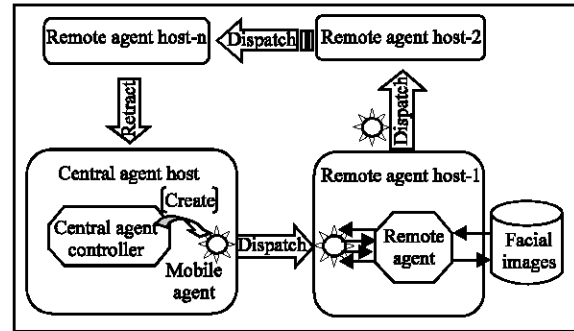 Remote agent host-n
Dispatch
Remote agent host-2
Retract
Dispatch
Central agent host
[Create]
Central agent
controller
Mobile
agent
Dispatch
Remote agent host-1
Remote
agent
Facial
images